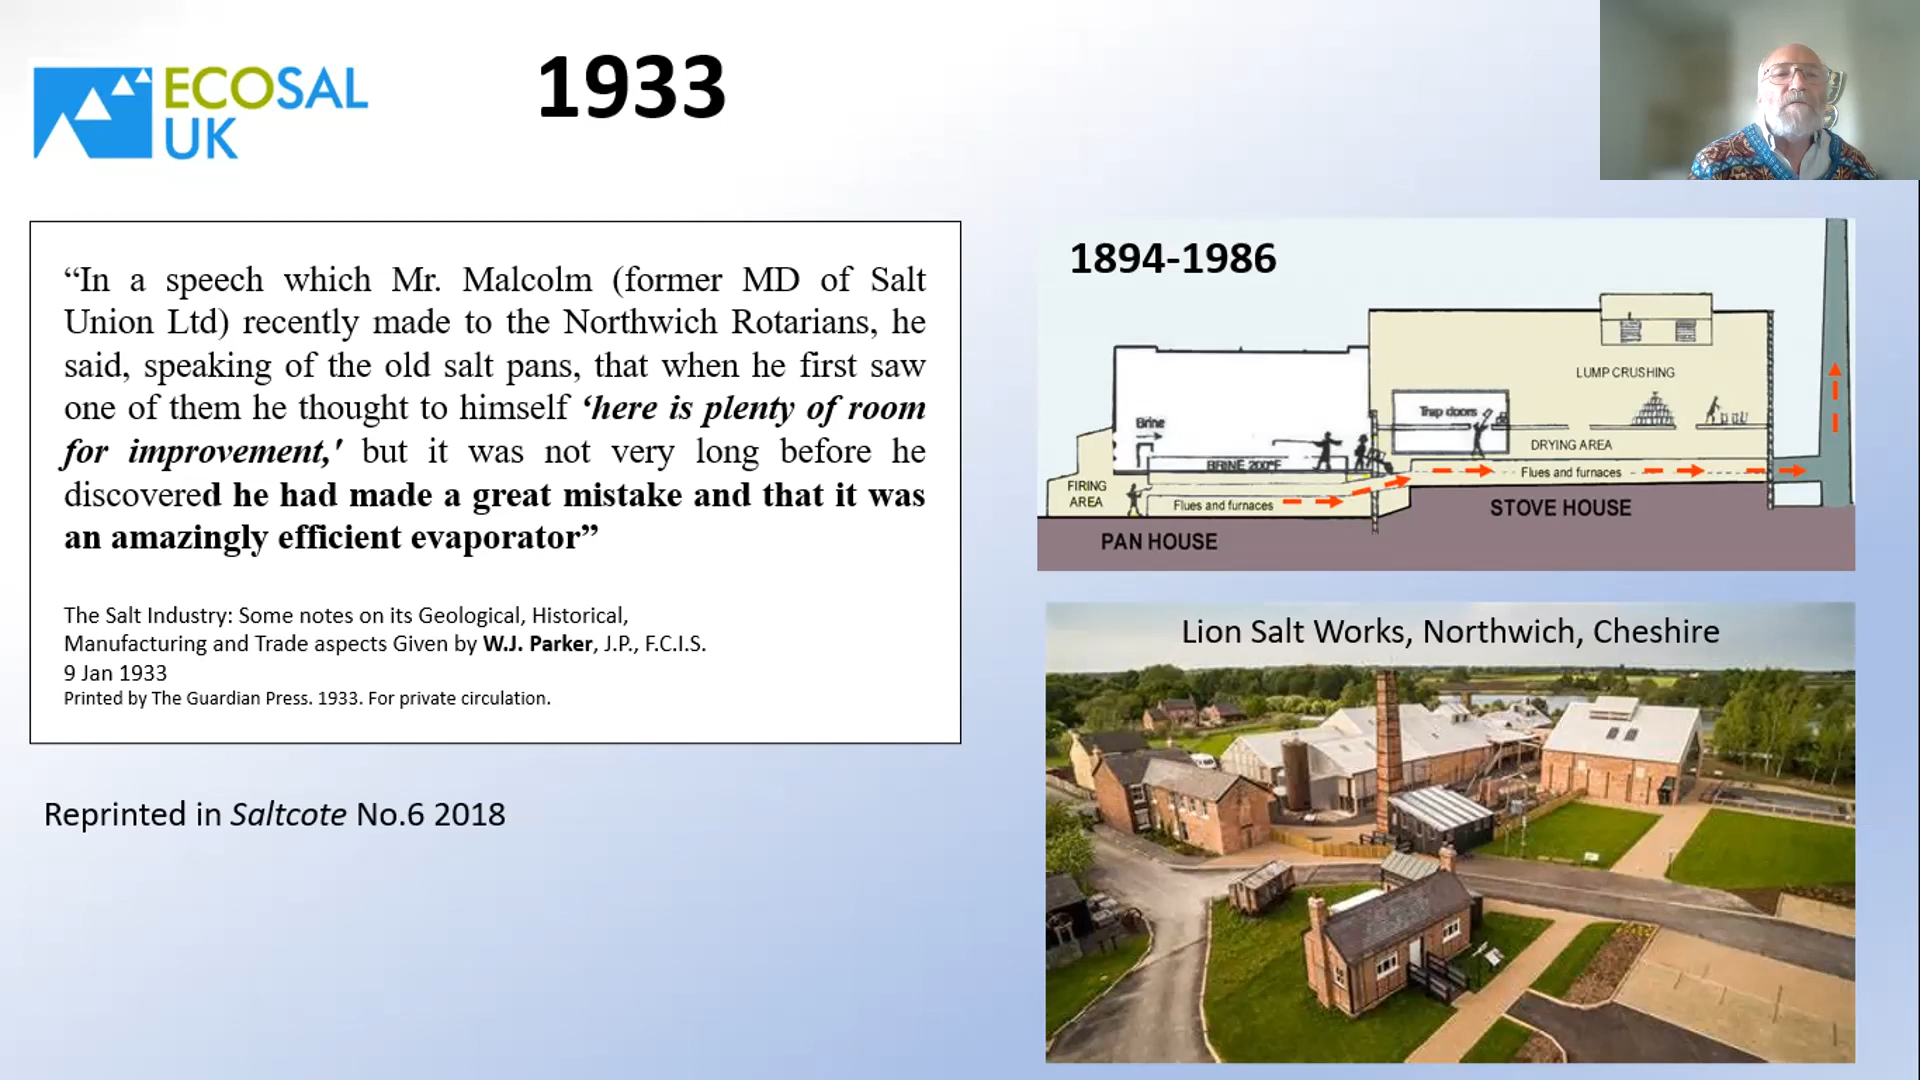 ECOSAL
UK
1933
“In a speech which Mr. Malcolm (former MD of Salt
Union Ltd) recently made to the Northwich Rotarians, he
said, speaking of the old salt pans, that when he first saw
one of them he thought to himself ‘here is plenty of room
for improvement,' but it was not very long before he
discovered he had made a great mistake and that it was
an amazingly efficient evaporator”
The Salt Industry: Some notes on its Geological, Historical,
Manufacturing and Trade aspects Given by W.J. Parker, J.P., F.C.I.S.
9 Jan 1933
Printed by The Guardian Press. 1933. For private circulation.
Reprinted in Saltcote No.6 2018
1894-1986
LUMP CRUSHING
Trap doors
Brine
DRYING AREA
BRINE 200°F
Flues and furnaces
FIRING
AREA
Flues and furnaces
STOVE HOUSE
PAN HOUSE
Lion Salt Works, Northwich, Cheshire